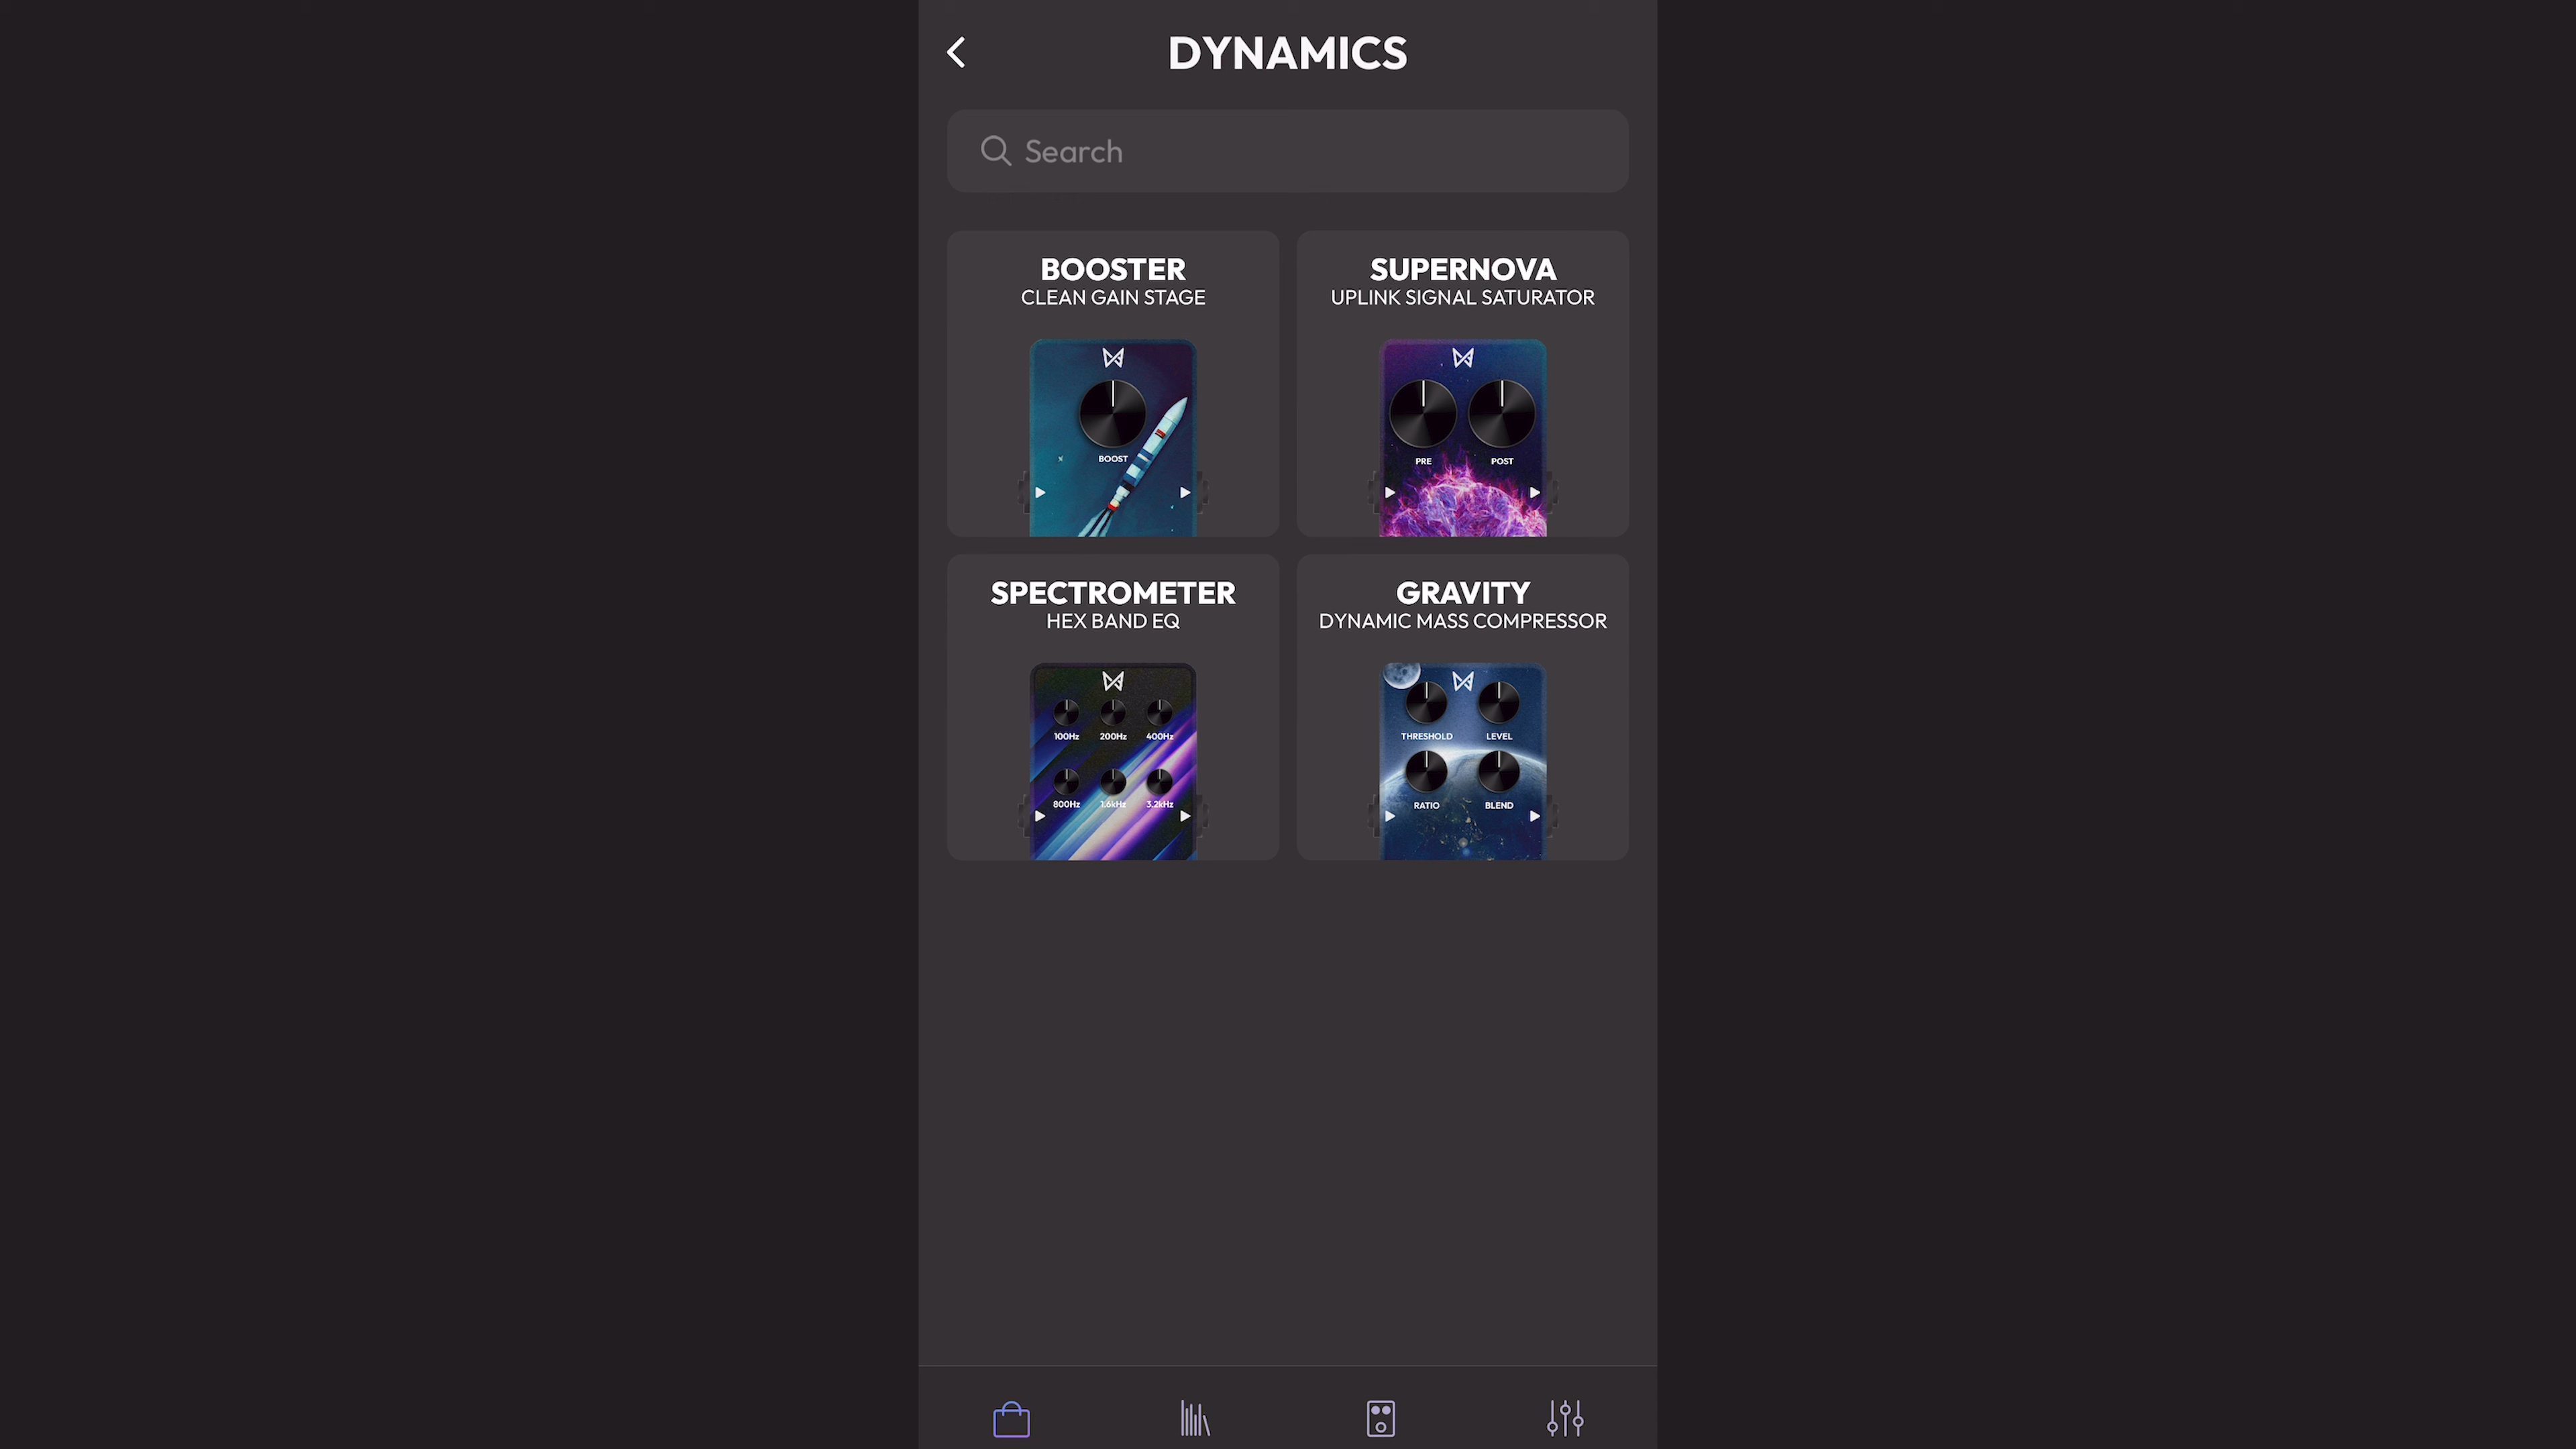 DYNAMICS
Search
BOOSTER
CLEAN GAIN STAGE
BOOST
SUPERNOVA
UPLINK SIGNAL SATURATOR
PRE POST
SPECTROMETER
HEX BAND EQ
100Hz 200Hz 400Hz
800Hz 1.6kHz 3.2kHz
GRAVITY
DYNAMIC MASS COMPRESSOR
THRESHOLD LEVEL
RATIO BLEND